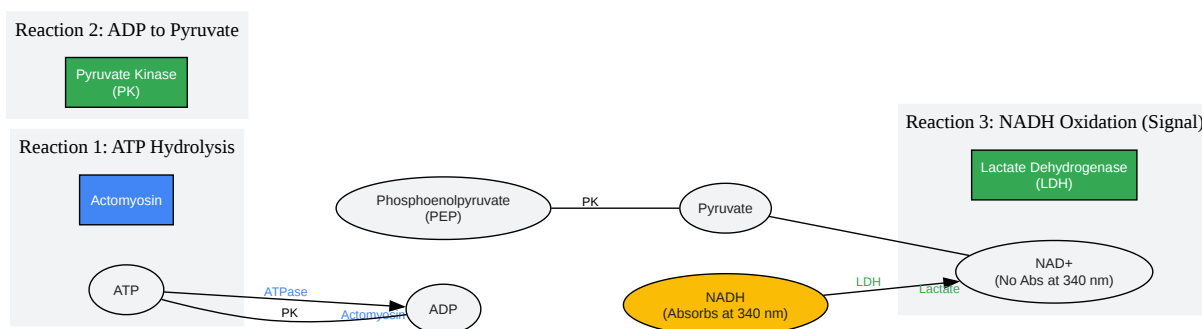 Reaction 2: ADP to Pyruvate
Pyruvate Kinase
(PK)
Reaction 1: ATP Hydrolysis
Actomyosin
ATP
ATPase
PK
Actomyosin
ADP
Phosphoenolpyruvate
(PEP)
PK
Pyruvate
NADH
(Absorbs at 340 nm)
LDH
Lactate
Reaction 3: NADH Oxidation (Signal)
Lactate Dehydrogenase
(LDH)
NAD+
(No Abs at 340 nm)